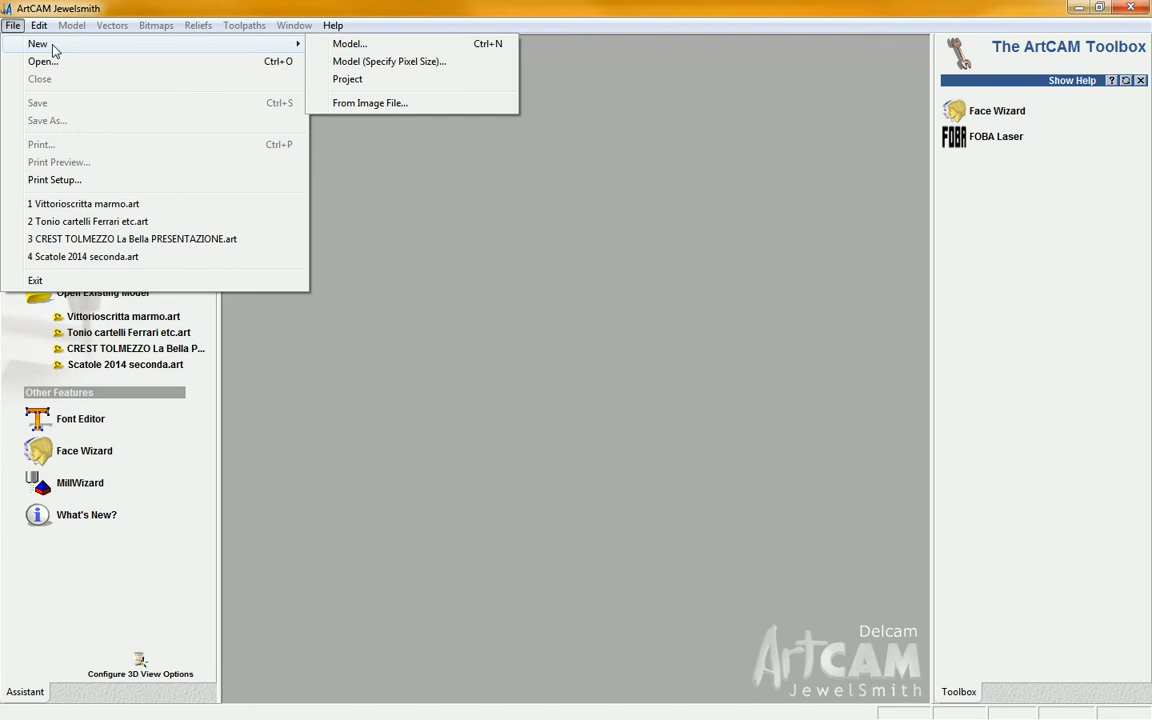 ArtCAM Jewelsmith
File Edit Model Vectors Bitmaps Reliefs Toolpaths Window Help
New
Open... Ctrl+O
Close
Save Ctrl+S
Save As...
Print... Ctrl+P
Print Preview...
Print Setup...
1 Vittorioscritta marmo.art
2 Tonio cartelli Ferrari etc.art
3 CREST TOLMEZZO La Bella PRESENTAZIONE.art
4 Scatole 2014 seconda.art
Exit
Model... Ctrl+N
Model (Specify Pixel Size)...
Project
From Image File...
Open Existing Model
Vittorioscritta marmo.art
Tonio cartelli Ferrari etc.art
CREST TOLMEZZO La Bella P...
Scatole 2014 seconda.art
Other Features
Font Editor
Face Wizard
MillWizard
What's New?
Configure 3D View Options
Assistant
Delcam
ArtCAM
JewelSmith
The ArtCAM Toolbox
Show Help ?
Face Wizard
FOBA FOBA Laser
Toolbox